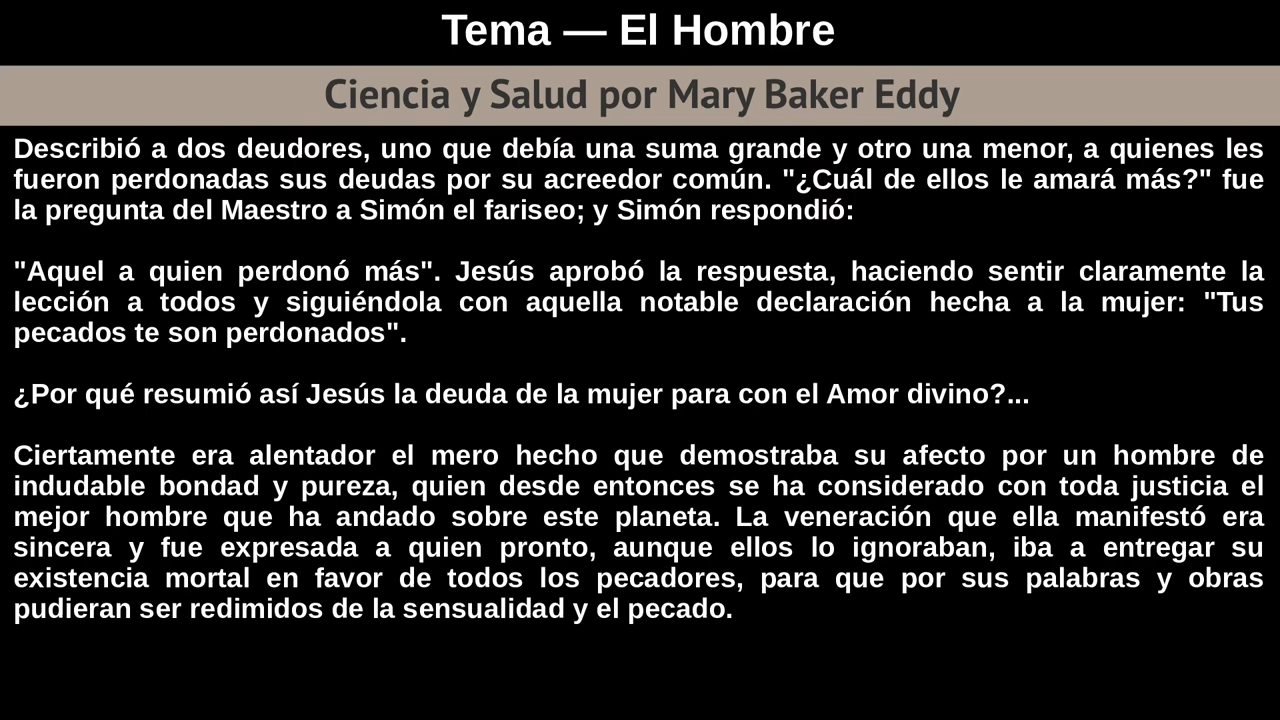 Tema — El Hombre
Ciencia y Salud por Mary Baker Eddy
Describió a dos deudores, uno que debía una suma grande y otro una menor, a quienes les
fueron perdonadas sus deudas por su acreedor común. "¿Cuál de ellos le amará más?" fue
la pregunta del Maestro a Simón el fariseo; y Simón respondió:
"Aquel a quien perdonó más". Jesús aprobó la respuesta, haciendo sentir claramente la
lección a todos y siguiéndola con aquella notable declaración hecha a la mujer: "Tus
pecados te son perdonados".
¿Por qué resumió así Jesús la deuda de la mujer para con el Amor divino?...
Ciertamente era alentador el mero hecho que demostraba su afecto por un hombre de
indudable bondad y pureza, quien desde entonces se ha considerado con toda justicia el
mejor hombre que ha andado sobre este planeta. La veneración que ella manifestó era
sincera y fue expresada a quien pronto, aunque ellos lo ignoraban, iba a entregar su
existencia mortal en favor de todos los pecadores, para que por sus palabras y obras
pudieran ser redimidos de la sensualidad y el pecado.